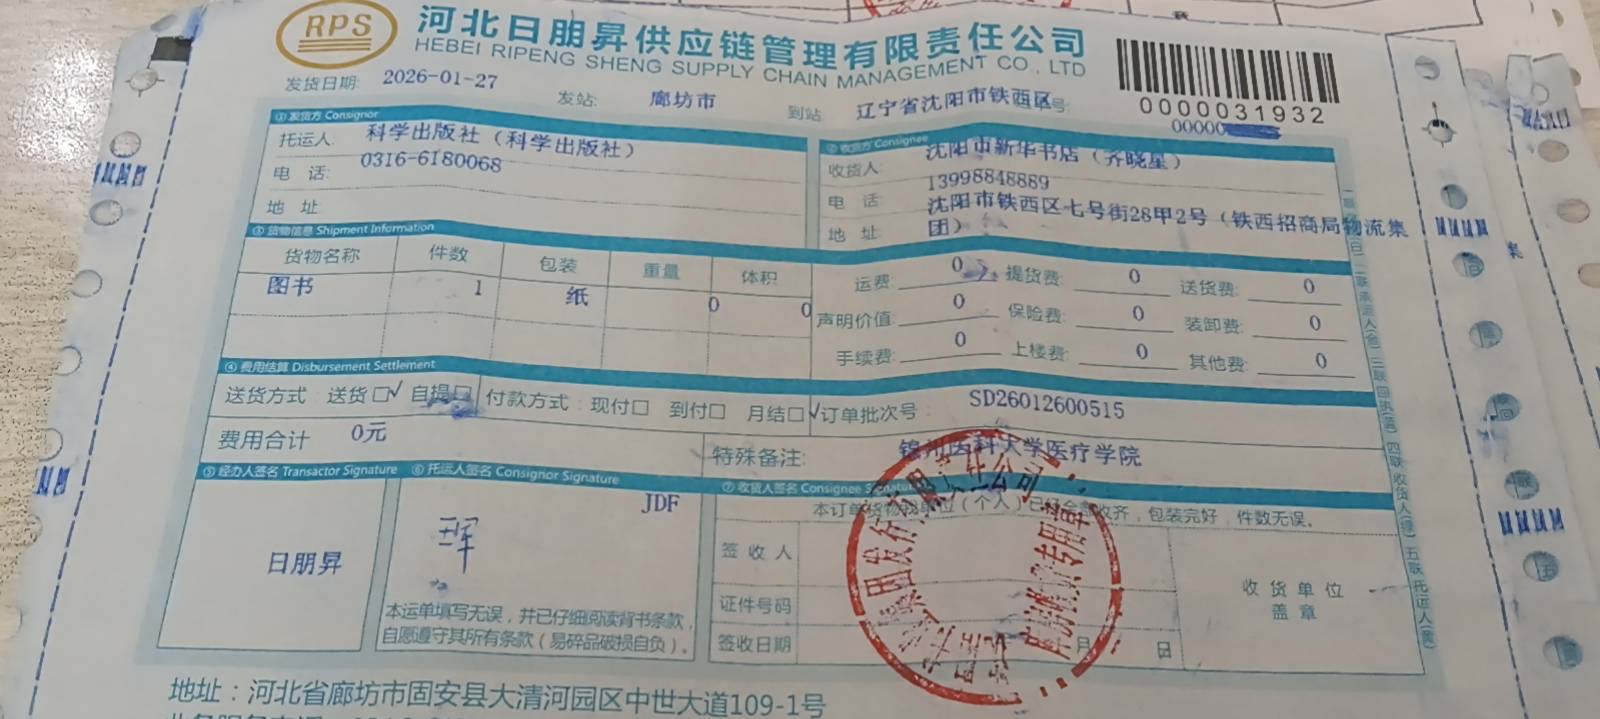 RPS
河北日朋昇供应链管理有限责任公司
HEBEI RIPENG SHENG SUPPLY CHAIN MANAGEMENT CO., LTD
发货日期: 2026-01-27
发站: 廊坊市
到站 辽宁省沈阳市铁西区
0000031932
00000
① 发货方 Consignor
托运人: 科学出版社（科学出版社）
电 话: 0316-6180068
地 址
② 收货方 Consignee
收货人 沈阳市新华书店（齐晓星）
电 话 13998848889
地 址 沈阳市铁西区七号街28甲2号（铁西招商局物流集团）
③ 货物信息 Shipment Information
货物名称 件数 包装 重量 体积
图书 1 纸 0 0
运费: 0 提货费: 0 送货费: 0
声明价值: 0 保险费: 0 装卸费: 0
手续费: 0 上楼费: 0 其他费: 0
④ 费用结算 Disbursement Settlement
送货方式 送货□√ 自提□ 付款方式: 现付□ 到付□ 月结□√ 订单批次号: SD26012600515
费用合计 0元
特殊备注: 锦州医科大学医疗学院
⑤ 经办人签名 Transactor Signature
⑥ 托运人签名 Consignor Signature
⑦ 收货人签名 Consignee Signature
JDF
日朋昇
本运单填写无误，并已仔细阅读背书条款，
自愿遵守其所有条款（易碎品破损自负）。
本订单货物我单位（个人）已经全部收齐，包装完好，件数无误。
签收人
证件号码
签收日期 月 日
收货单位
盖章
地址：河北省廊坊市固安县大清河园区中世大道109-1号